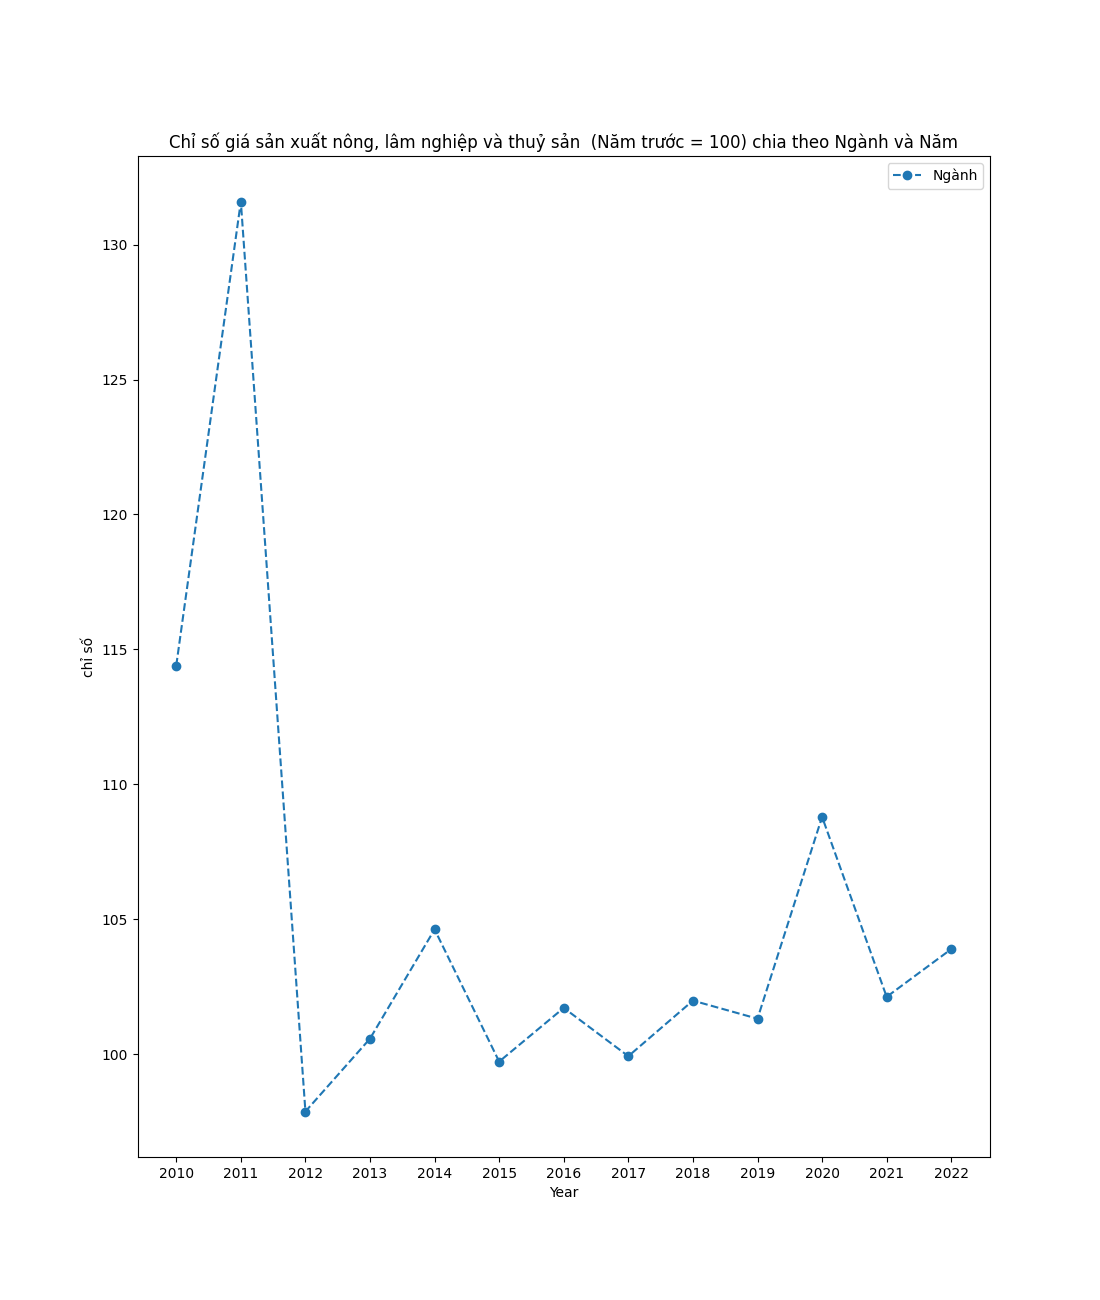 Chỉ số giá sản xuất nông, lâm nghiệp và thuỷ sản  (Năm trước = 100) chia theo Ngành và Năm
Ngành
130
125
120
115
110
105
100
chỉ số
2010 2011 2012 2013 2014 2015 2016 2017 2018 2019 2020 2021 2022
Year